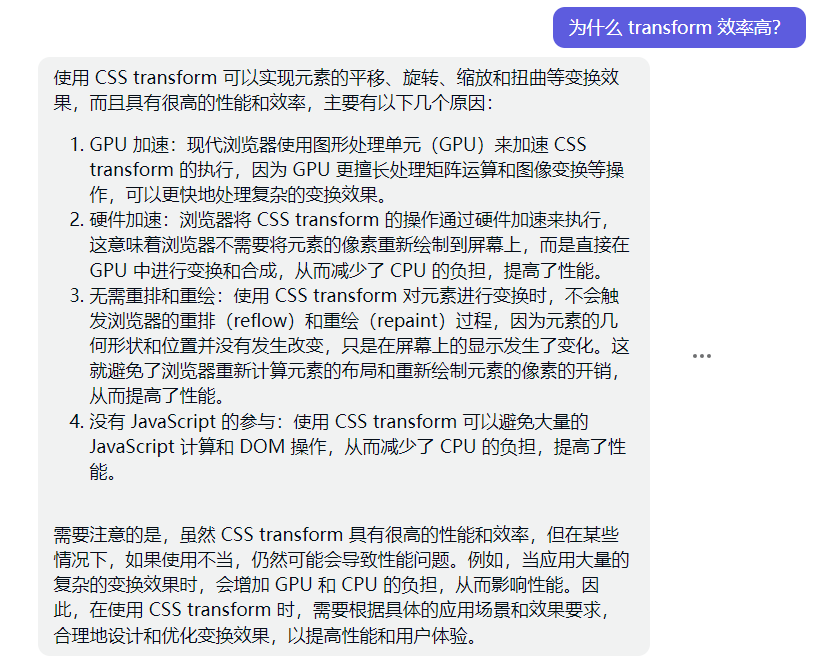 为什么 transform 效率高？
使用 CSS transform 可以实现元素的平移、旋转、缩放和扭曲等变换效
果，而且具有很高的性能和效率，主要有以下几个原因：
1. GPU 加速：现代浏览器使用图形处理单元（GPU）来加速 CSS
transform 的执行，因为 GPU 更擅长处理矩阵运算和图像变换等操
作，可以更快地处理复杂的变换效果。
2. 硬件加速：浏览器将 CSS transform 的操作通过硬件加速来执行，
这意味着浏览器不需要将元素的像素重新绘制到屏幕上，而是直接在
GPU 中进行变换和合成，从而减少了 CPU 的负担，提高了性能。
3. 无需重排和重绘：使用 CSS transform 对元素进行变换时，不会触
发浏览器的重排（reflow）和重绘（repaint）过程，因为元素的几
何形状和位置并没有发生改变，只是在屏幕上的显示发生了变化。这
就避免了浏览器重新计算元素的布局和重新绘制元素的像素的开销，
从而提高了性能。
4. 没有 JavaScript 的参与：使用 CSS transform 可以避免大量的
JavaScript 计算和 DOM 操作，从而减少了 CPU 的负担，提高了性
能。
需要注意的是，虽然 CSS transform 具有很高的性能和效率，但在某些
情况下，如果使用不当，仍然可能会导致性能问题。例如，当应用大量的
复杂的变换效果时，会增加 GPU 和 CPU 的负担，从而影响性能。因
此，在使用 CSS transform 时，需要根据具体的应用场景和效果要求，
合理地设计和优化变换效果，以提高性能和用户体验。